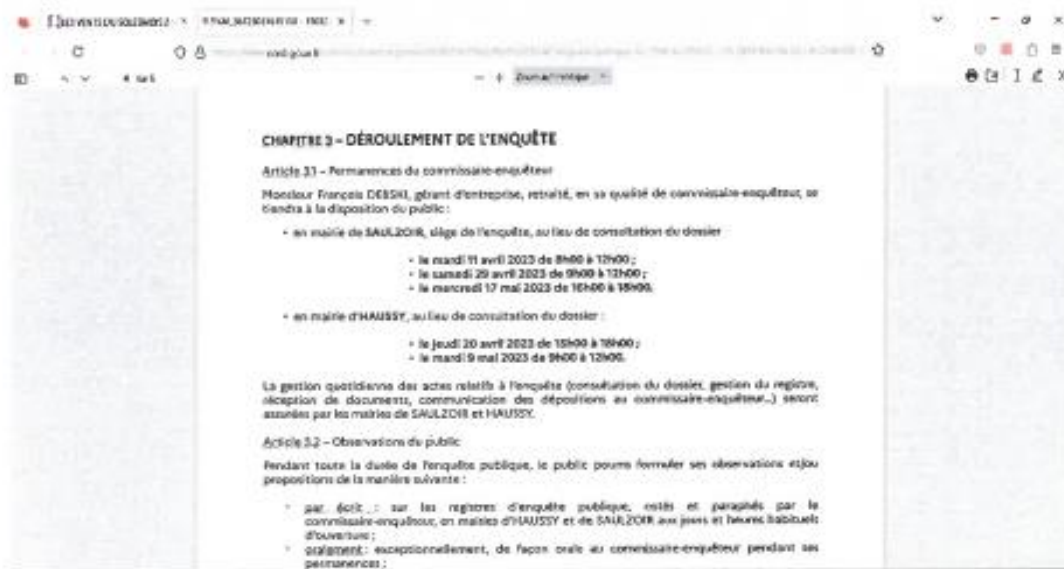 CHAPITRE 3 – DÉROULEMENT DE L'ENQUÊTE
Article 3.1 – Permanences du commissaire-enquêteur
Monsieur François DEBSKI, gérant d'entreprise, retraité, en sa qualité de commissaire-enquêteur, se
tiendra à la disposition du public :
• en mairie de SAULZOIR, siège de l'enquête, au lieu de consultation du dossier
- le mardi 11 avril 2023 de 8h00 à 12h00 ;
- le samedi 29 avril 2023 de 9h00 à 12h00 ;
- le mercredi 17 mai 2023 de 16h00 à 18h00.
• en mairie d'HAUSSY, au lieu de consultation du dossier :
- le jeudi 20 avril 2023 de 15h00 à 18h00 ;
- le mardi 9 mai 2023 de 9h00 à 12h00.
La gestion quotidienne des actes relatifs à l'enquête (consultation du dossier, gestion du registre,
réception de documents, communication des dépositions au commissaire-enquêteur...) seront
assurées par les mairies de SAULZOIR et HAUSSY.
Article 3.2 – Observations du public
Pendant toute la durée de l'enquête publique, le public pourra formuler ses observations et/ou
propositions de la manière suivante :
◦ par écrit : sur les registres d'enquête publique, cotés et paraphés par le
commissaire-enquêteur, en mairies d'HAUSSY et de SAULZOIR aux jours et heures habituels
d'ouverture ;
◦ oralement : exceptionnellement, de façon orale au commissaire-enquêteur pendant ses
permanences ;